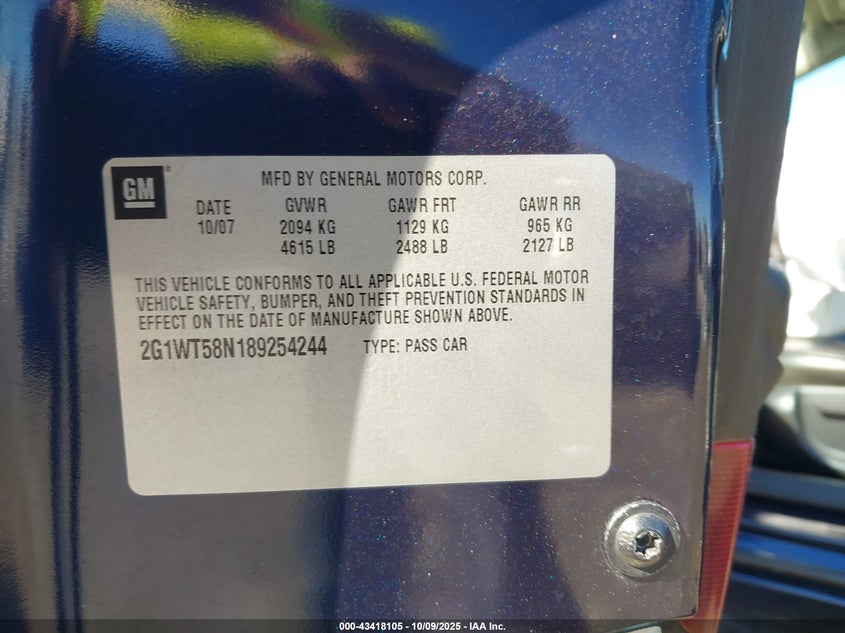 GM
MFD BY GENERAL MOTORS CORP.
DATE GVWR GAWR FRT GAWR RR
10/07 2094 KG 1129 KG 965 KG
4615 LB 2488 LB 2127 LB
THIS VEHICLE CONFORMS TO ALL APPLICABLE U.S. FEDERAL MOTOR
VEHICLE SAFETY, BUMPER, AND THEFT PREVENTION STANDARDS IN
EFFECT ON THE DATE OF MANUFACTURE SHOWN ABOVE.
2G1WT58N189254244 TYPE: PASS CAR
000-43418105 - 10/09/2025 - IAA Inc.